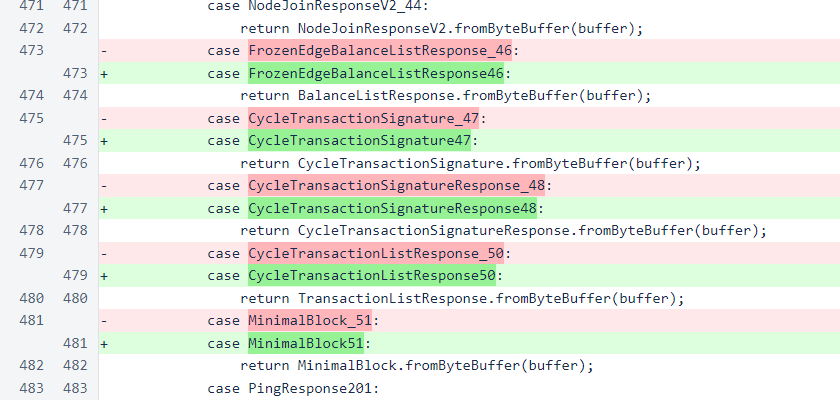 471 471 case NodeJoinResponseV2_44:
472 472 return NodeJoinResponseV2.fromByteBuffer(buffer);
473 - case FrozenEdgeBalanceListResponse_46:
473 + case FrozenEdgeBalanceListResponse46:
474 474 return BalanceListResponse.fromByteBuffer(buffer);
475 - case CycleTransactionSignature_47:
475 + case CycleTransactionSignature47:
476 476 return CycleTransactionSignature.fromByteBuffer(buffer);
477 - case CycleTransactionSignatureResponse_48:
477 + case CycleTransactionSignatureResponse48:
478 478 return CycleTransactionSignatureResponse.fromByteBuffer(buffer);
479 - case CycleTransactionListResponse_50:
479 + case CycleTransactionListResponse50:
480 480 return TransactionListResponse.fromByteBuffer(buffer);
481 - case MinimalBlock_51:
481 + case MinimalBlock51:
482 482 return MinimalBlock.fromByteBuffer(buffer);
483 483 case PingResponse201: